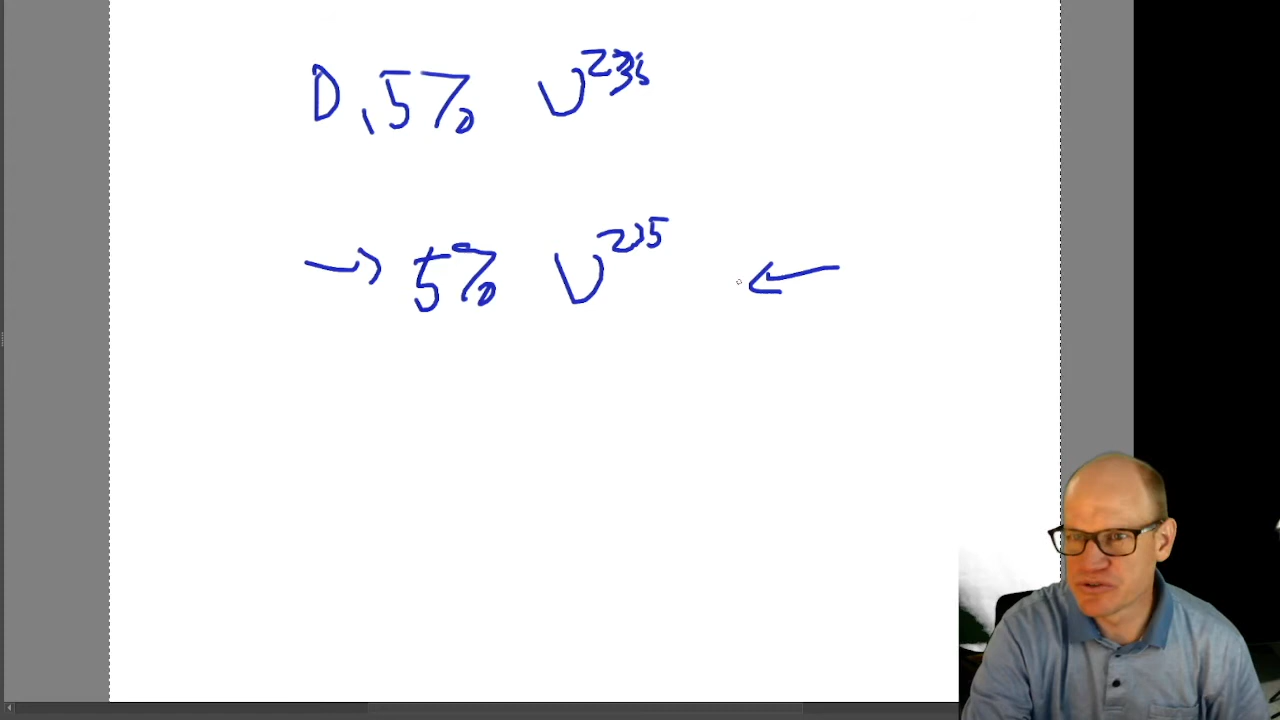 0.5% U²³⁵
→ 5% U²³⁵ ←